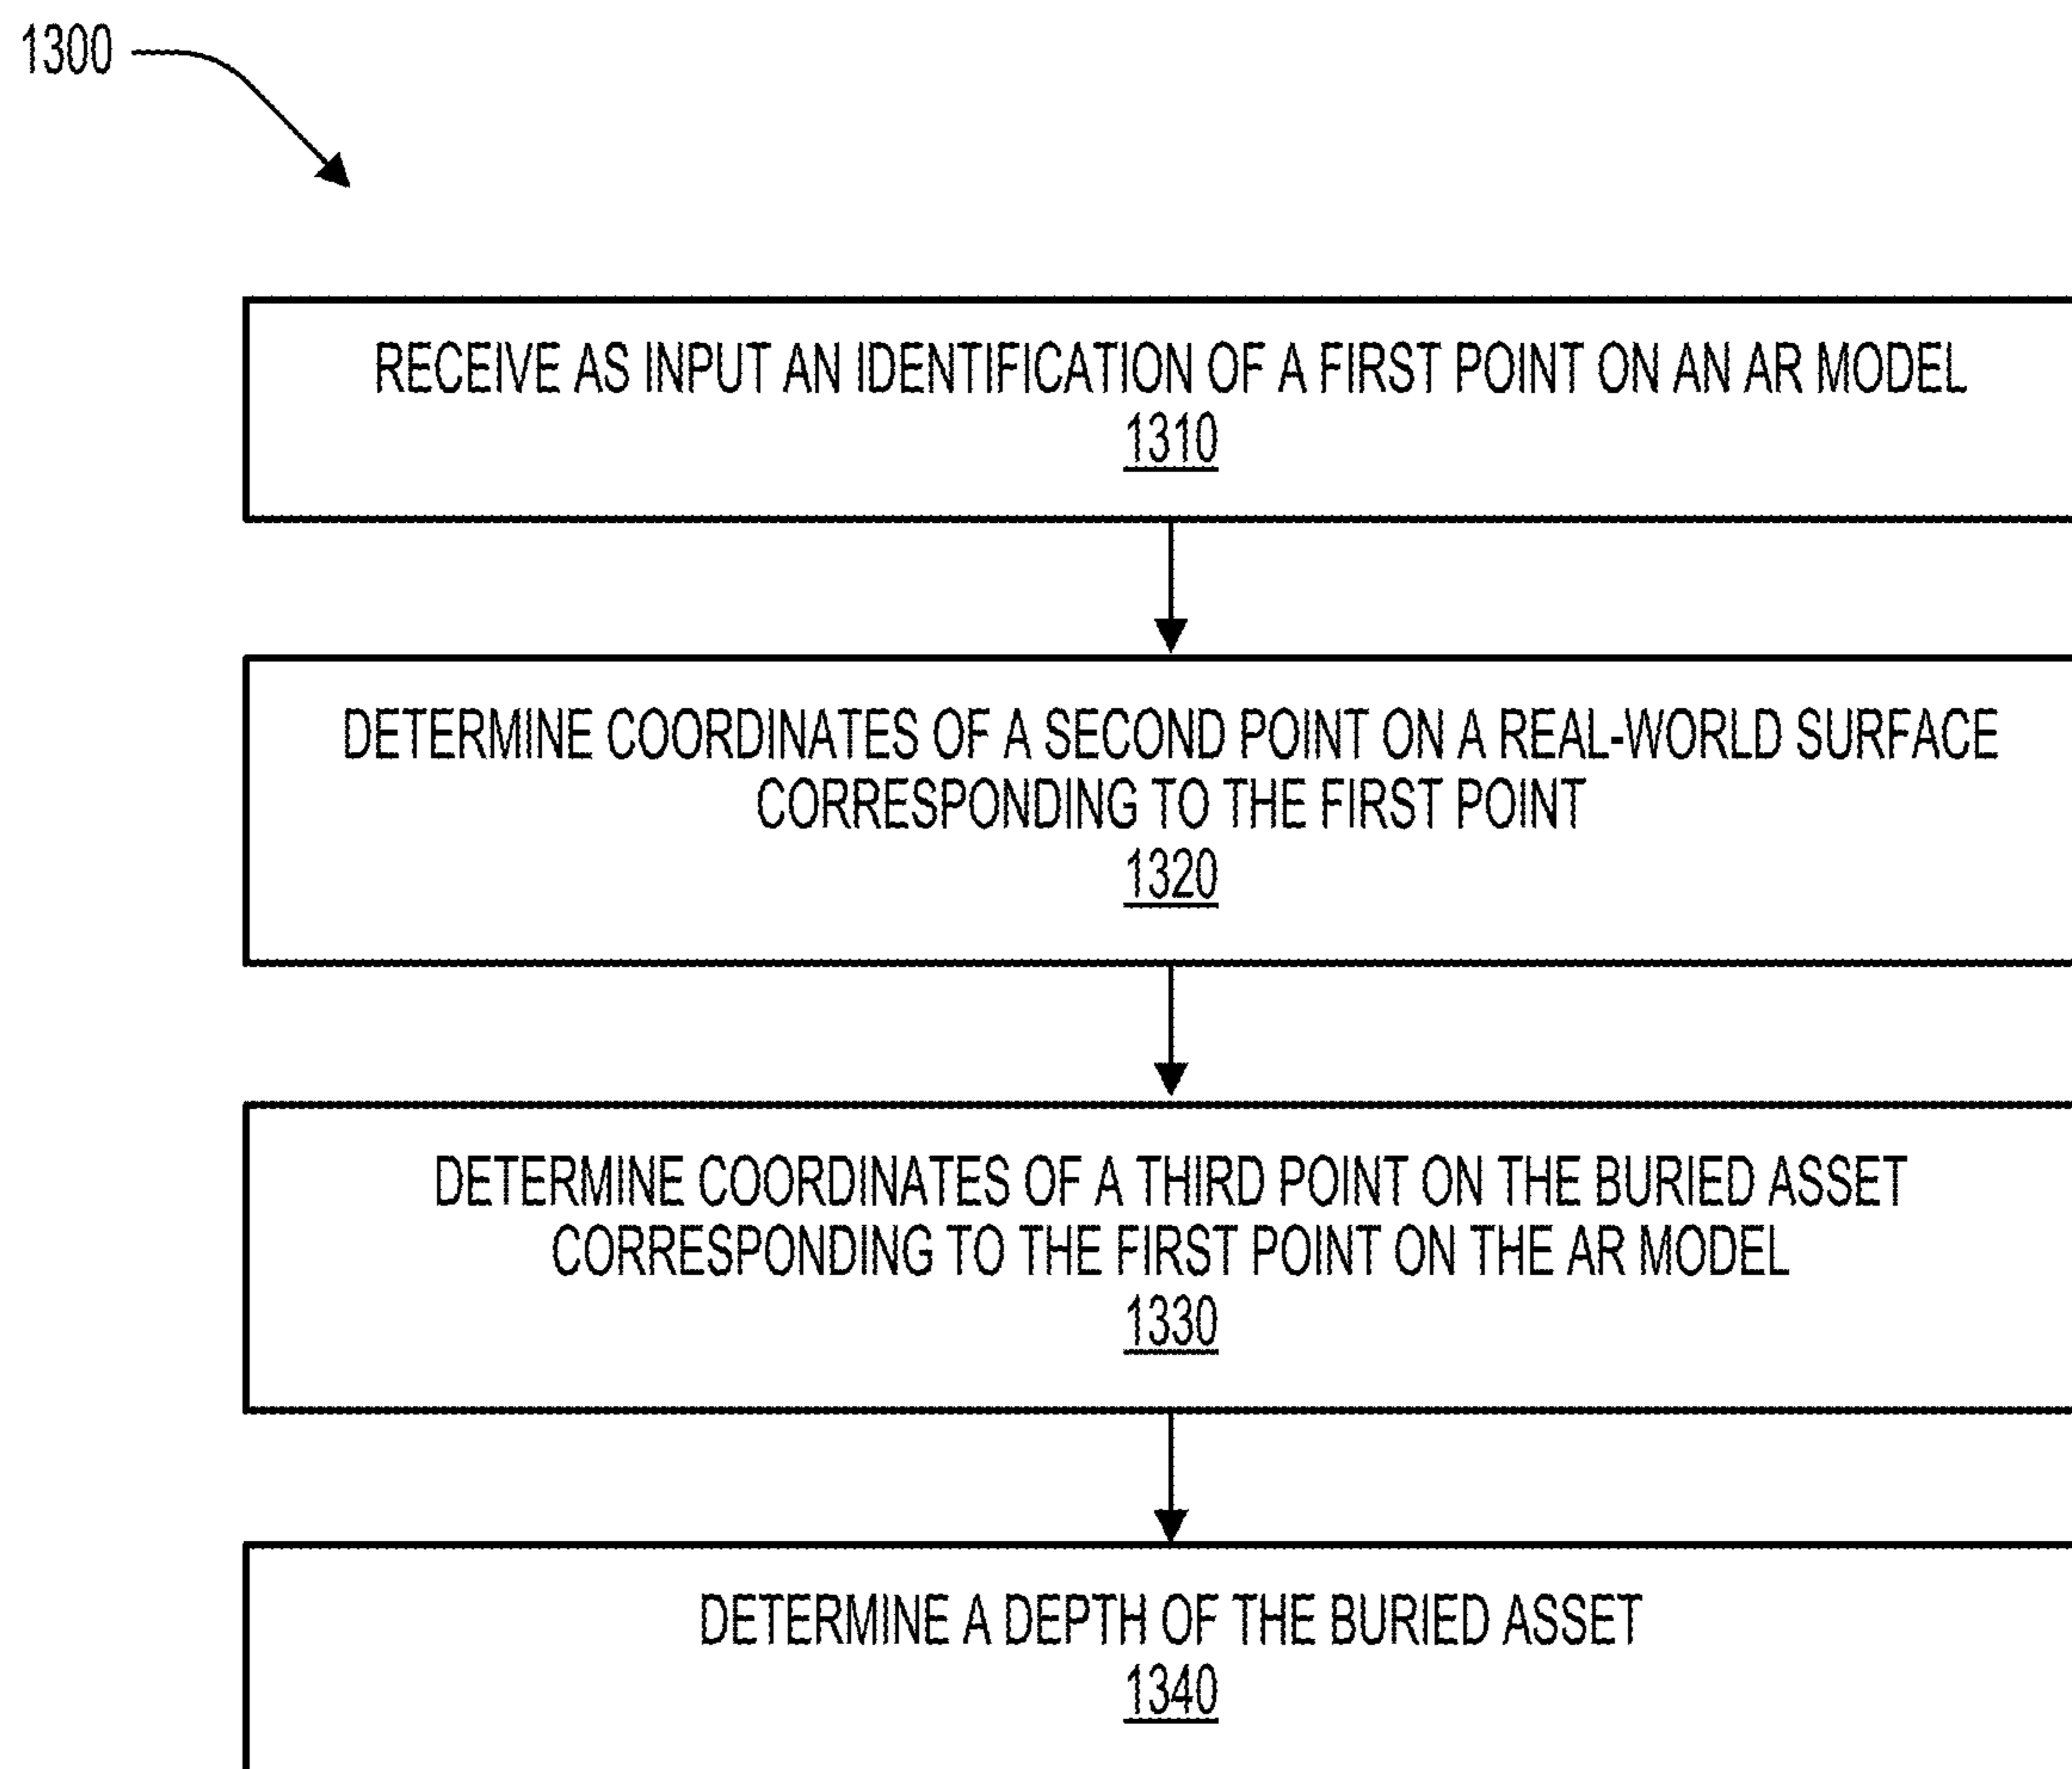 1300
RECEIVE AS INPUT AN IDENTIFICATION OF A FIRST POINT ON AN AR MODEL
1310
DETERMINE COORDINATES OF A SECOND POINT ON A REAL-WORLD SURFACE
CORRESPONDING TO THE FIRST POINT
1320
DETERMINE COORDINATES OF A THIRD POINT ON THE BURIED ASSET
CORRESPONDING TO THE FIRST POINT ON THE AR MODEL
1330
DETERMINE A DEPTH OF THE BURIED ASSET
1340